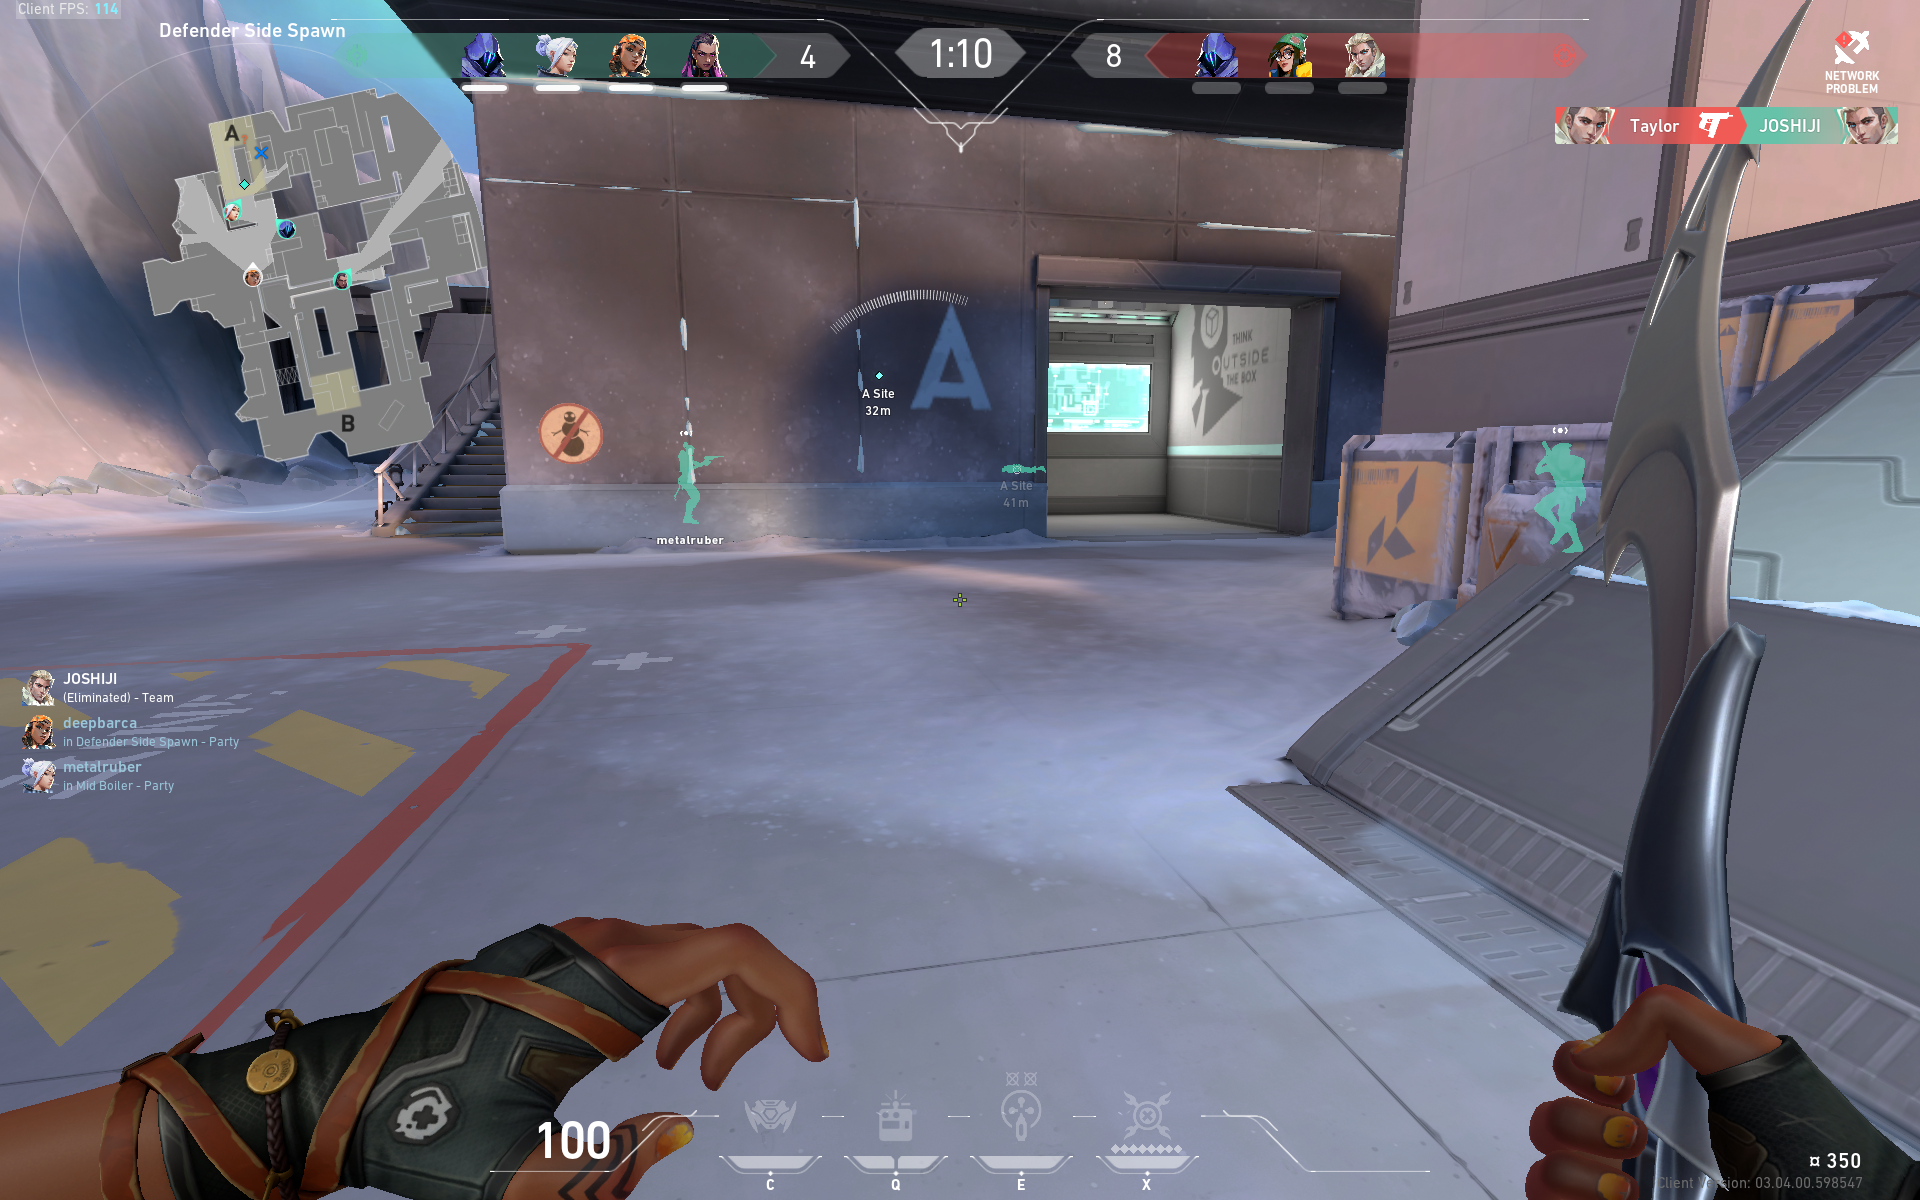 Client FPS: 114
Defender Side Spawn
4
1:10
8
NETWORK
PROBLEM
Taylor
JOSHIJI
A
B
A
THINK
OUTSIDE
THE BOX
A Site
32m
A Site
41m
metalruber
JOSHIJI
(Eliminated) - Team
deepbarca
in Defender Side Spawn - Party
metalruber
in Mid Boiler - Party
100
C
Q
E
X
¤ 350
Client Version: 03.04.00.598547